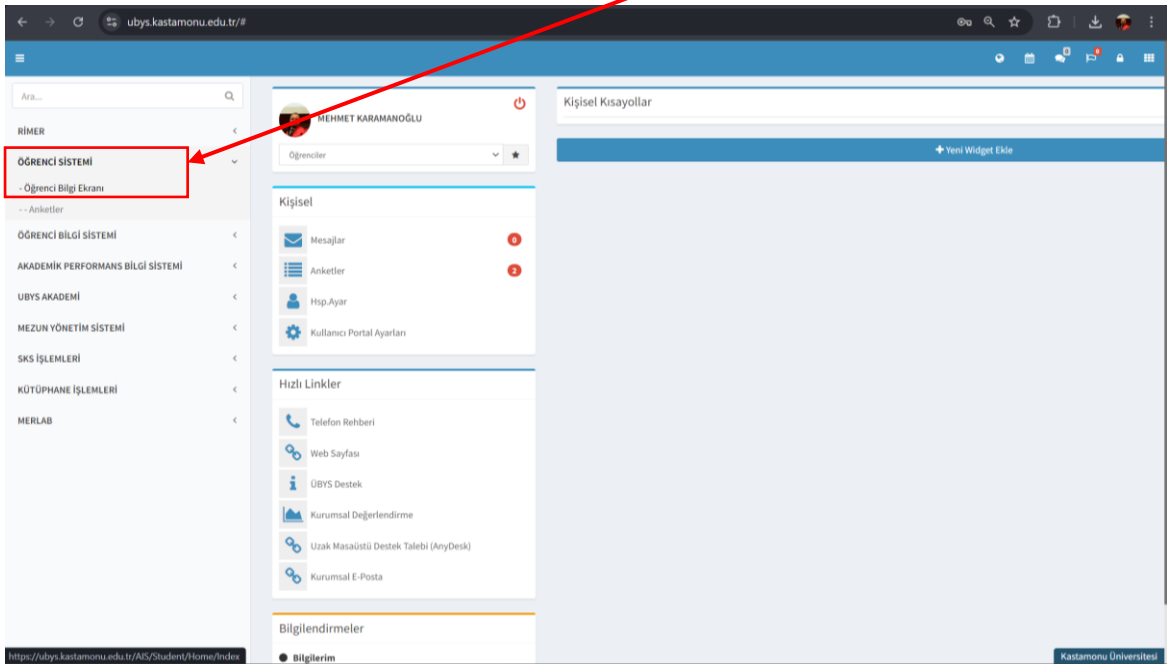 ubys.kastamonu.edu.tr/#
Ara...
RİMER
ÖĞRENCİ SİSTEMİ
- Öğrenci Bilgi Ekranı
- - Anketler
ÖĞRENCİ BİLGİ SİSTEMİ
AKADEMİK PERFORMANS BİLGİ SİSTEMİ
UBYS AKADEMİ
MEZUN YÖNETİM SİSTEMİ
SKS İŞLEMLERİ
KÜTÜPHANE İŞLEMLERİ
MERLAB
MEHMET KARAMANOĞLU
Öğrenciler
Kişisel
Mesajlar 0
Anketler 2
Hsp.Ayar
Kullanıcı Portal Ayarları
Hızlı Linkler
Telefon Rehberi
Web Sayfası
ÜBYS Destek
Kurumsal Değerlendirme
Uzak Masaüstü Destek Talebi (AnyDesk)
Kurumsal E-Posta
Bilgilendirmeler
Bilgilerim
Kişisel Kısayollar
+ Yeni Widget Ekle
https://ubys.kastamonu.edu.tr/AIS/Student/Home/Index
Kastamonu Üniversitesi